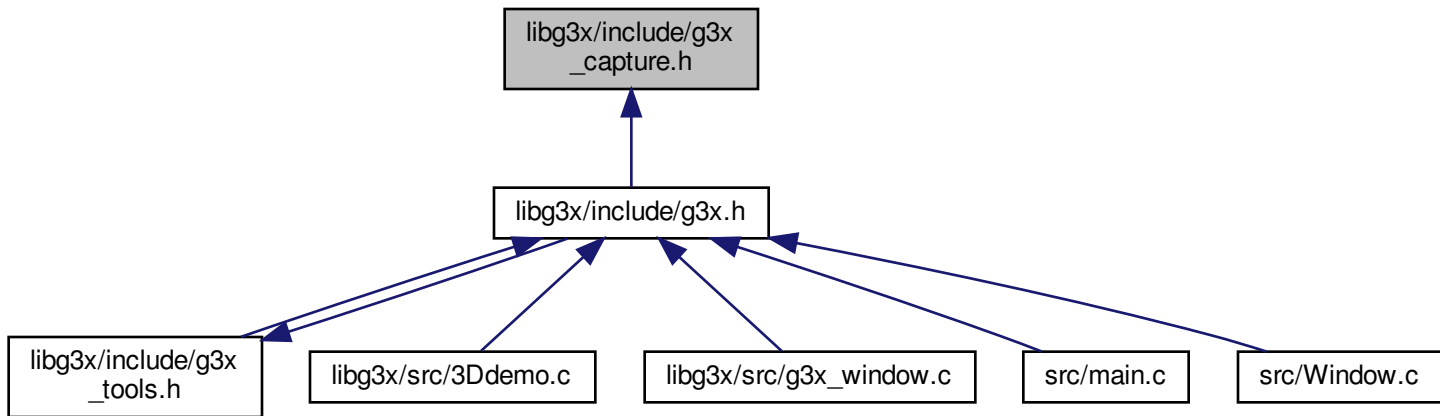 libg3x/include/g3x
_capture.h
libg3x/include/g3x.h
libg3x/include/g3x
_tools.h
libg3x/src/3Ddemo.c
libg3x/src/g3x_window.c
src/main.c
src/Window.c